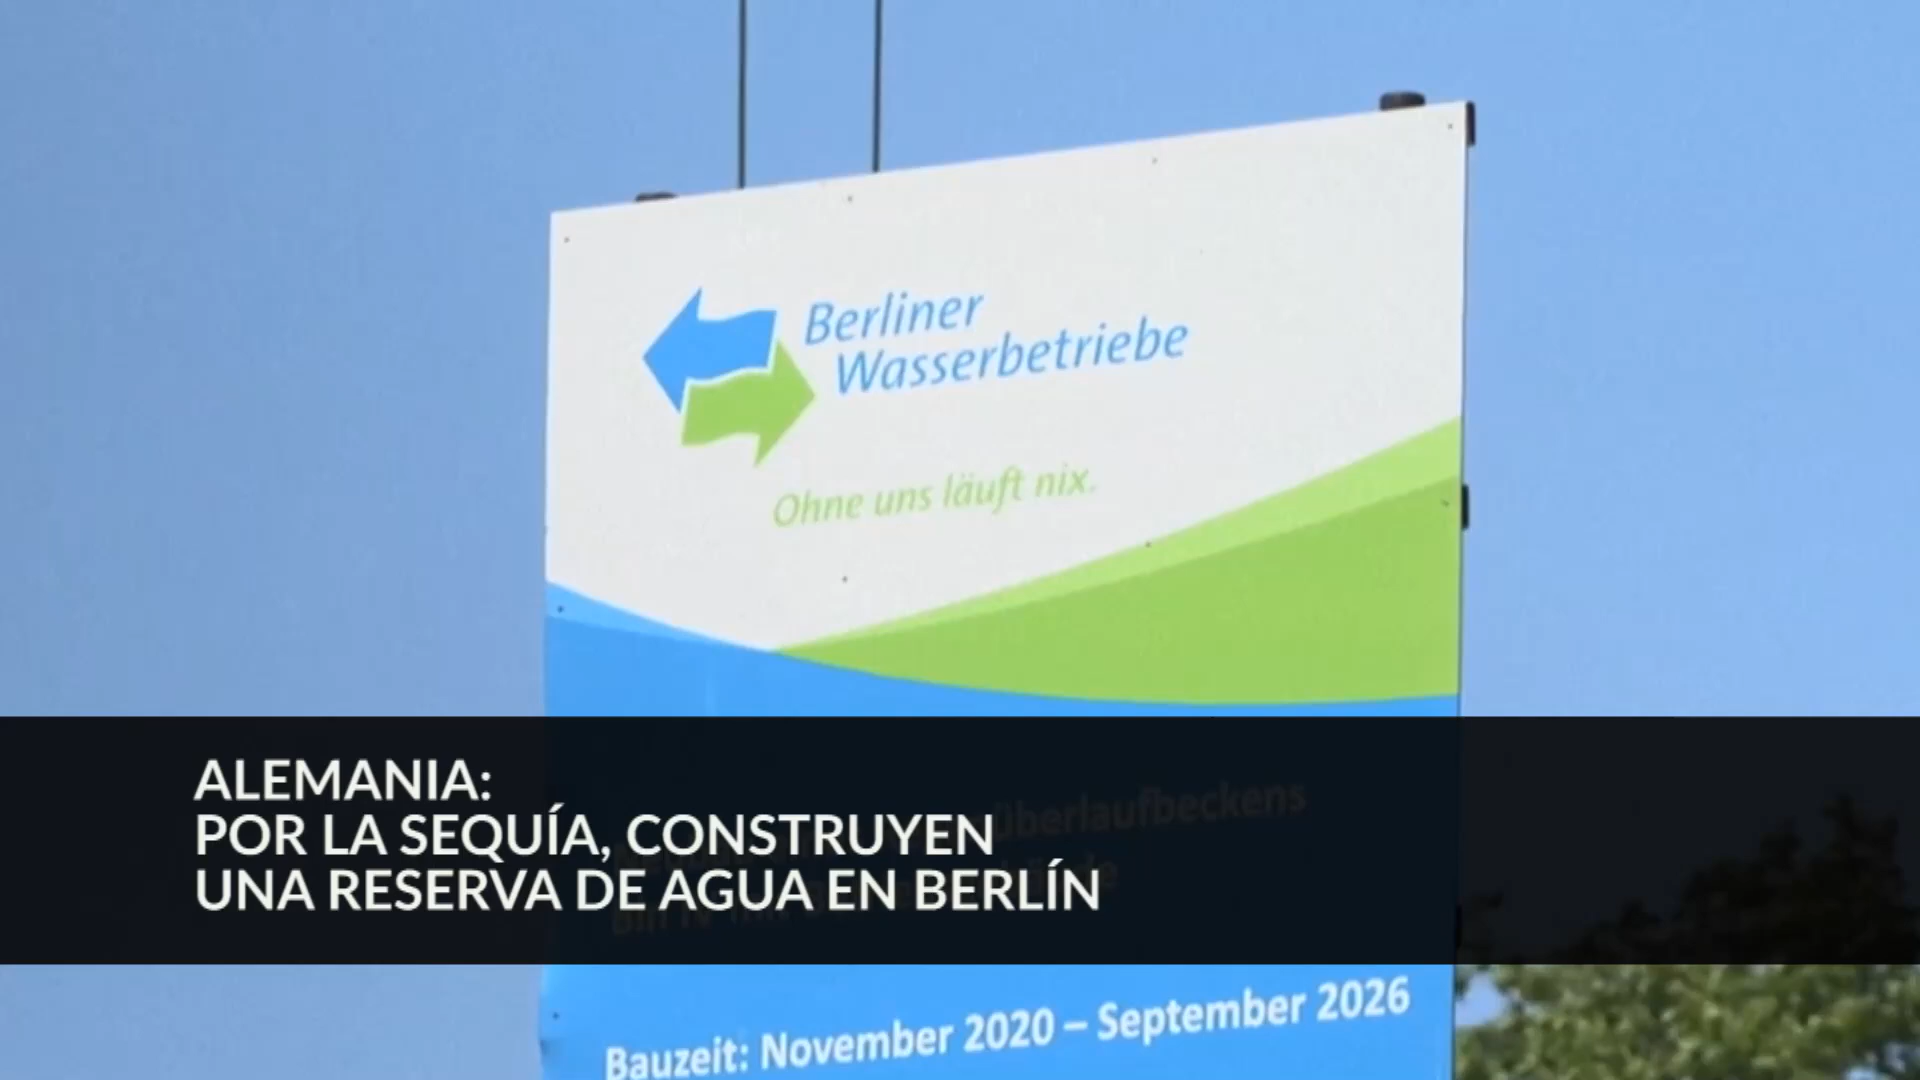 Berliner
Wasserbetriebe
Ohne uns läuft nix.
überlaufbeckens
ALEMANIA:
POR LA SEQUÍA, CONSTRUYEN
UNA RESERVA DE AGUA EN BERLÍN
Bauzeit: November 2020 – September 2026